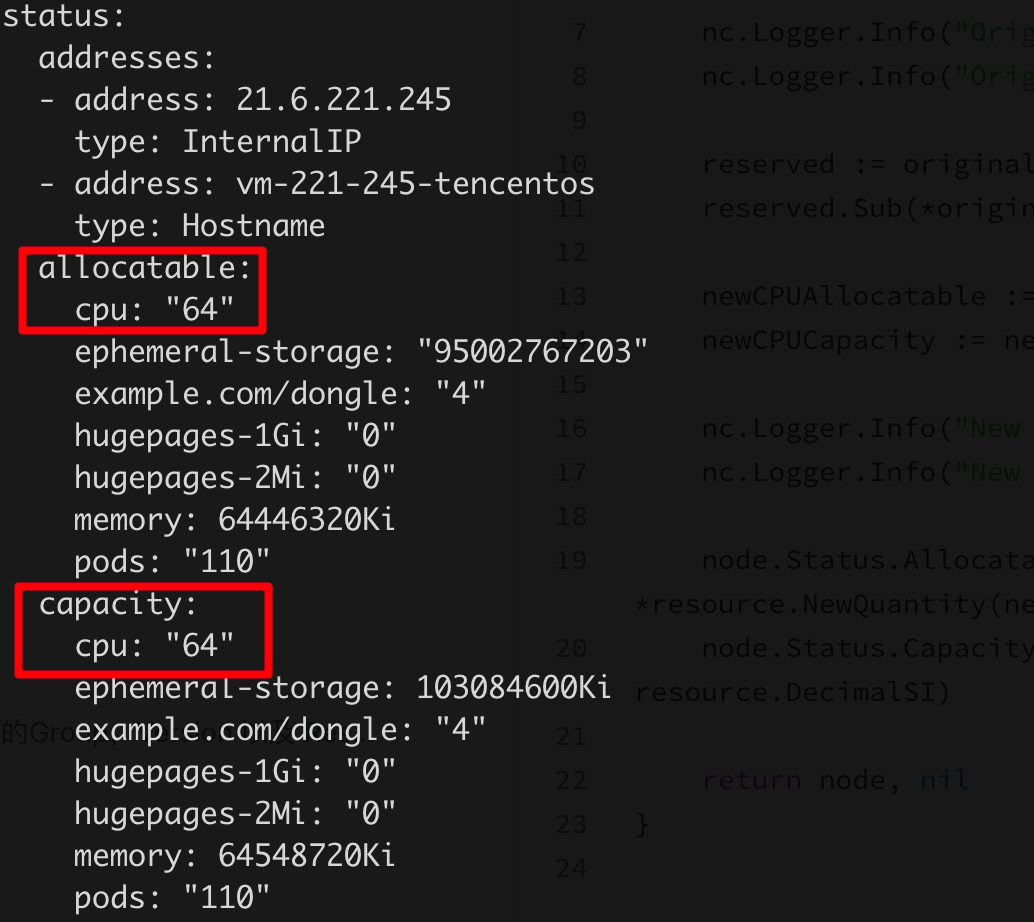 status:
  addresses:
  - address: 21.6.221.245
    type: InternalIP
  - address: vm-221-245-tencentos
    type: Hostname
  allocatable:
    cpu: "64"
    ephemeral-storage: "95002767203"
    example.com/dongle: "4"
    hugepages-1Gi: "0"
    hugepages-2Mi: "0"
    memory: 64446320Ki
    pods: "110"
  capacity:
    cpu: "64"
    ephemeral-storage: 103084600Ki
    example.com/dongle: "4"
    hugepages-1Gi: "0"
    hugepages-2Mi: "0"
    memory: 64548720Ki
    pods: "110"
7 nc.Logger.Info("Orig
8 nc.Logger.Info("Orig
9
10 reserved := original
11 reserved.Sub(*origin
12
13 newCPUAllocatable :=
14 newCPUCapacity := ne
15
16 nc.Logger.Info("New
17 nc.Logger.Info("New
18
19 node.Status.Allocata
*resource.NewQuantity(ne
20 node.Status.Capacity
resource.DecimalSI)
21
22 return node, nil
23 }
24